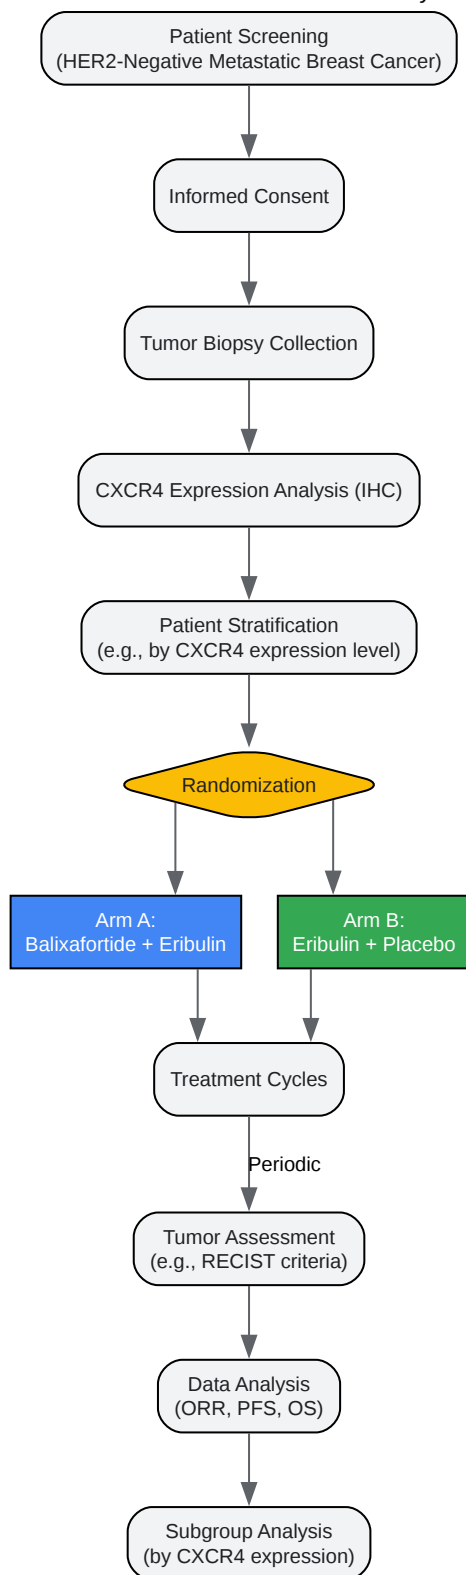 Patient Screening
(HER2-Negative Metastatic Breast Cancer)
Informed Consent
Tumor Biopsy Collection
CXCR4 Expression Analysis (IHC)
Patient Stratification
(e.g., by CXCR4 expression level)
Randomization
Arm A:
Balixafortide + Eribulin
Arm B:
Eribulin + Placebo
Treatment Cycles
Periodic
Tumor Assessment
(e.g., RECIST criteria)
Data Analysis
(ORR, PFS, OS)
Subgroup Analysis
(by CXCR4 expression)